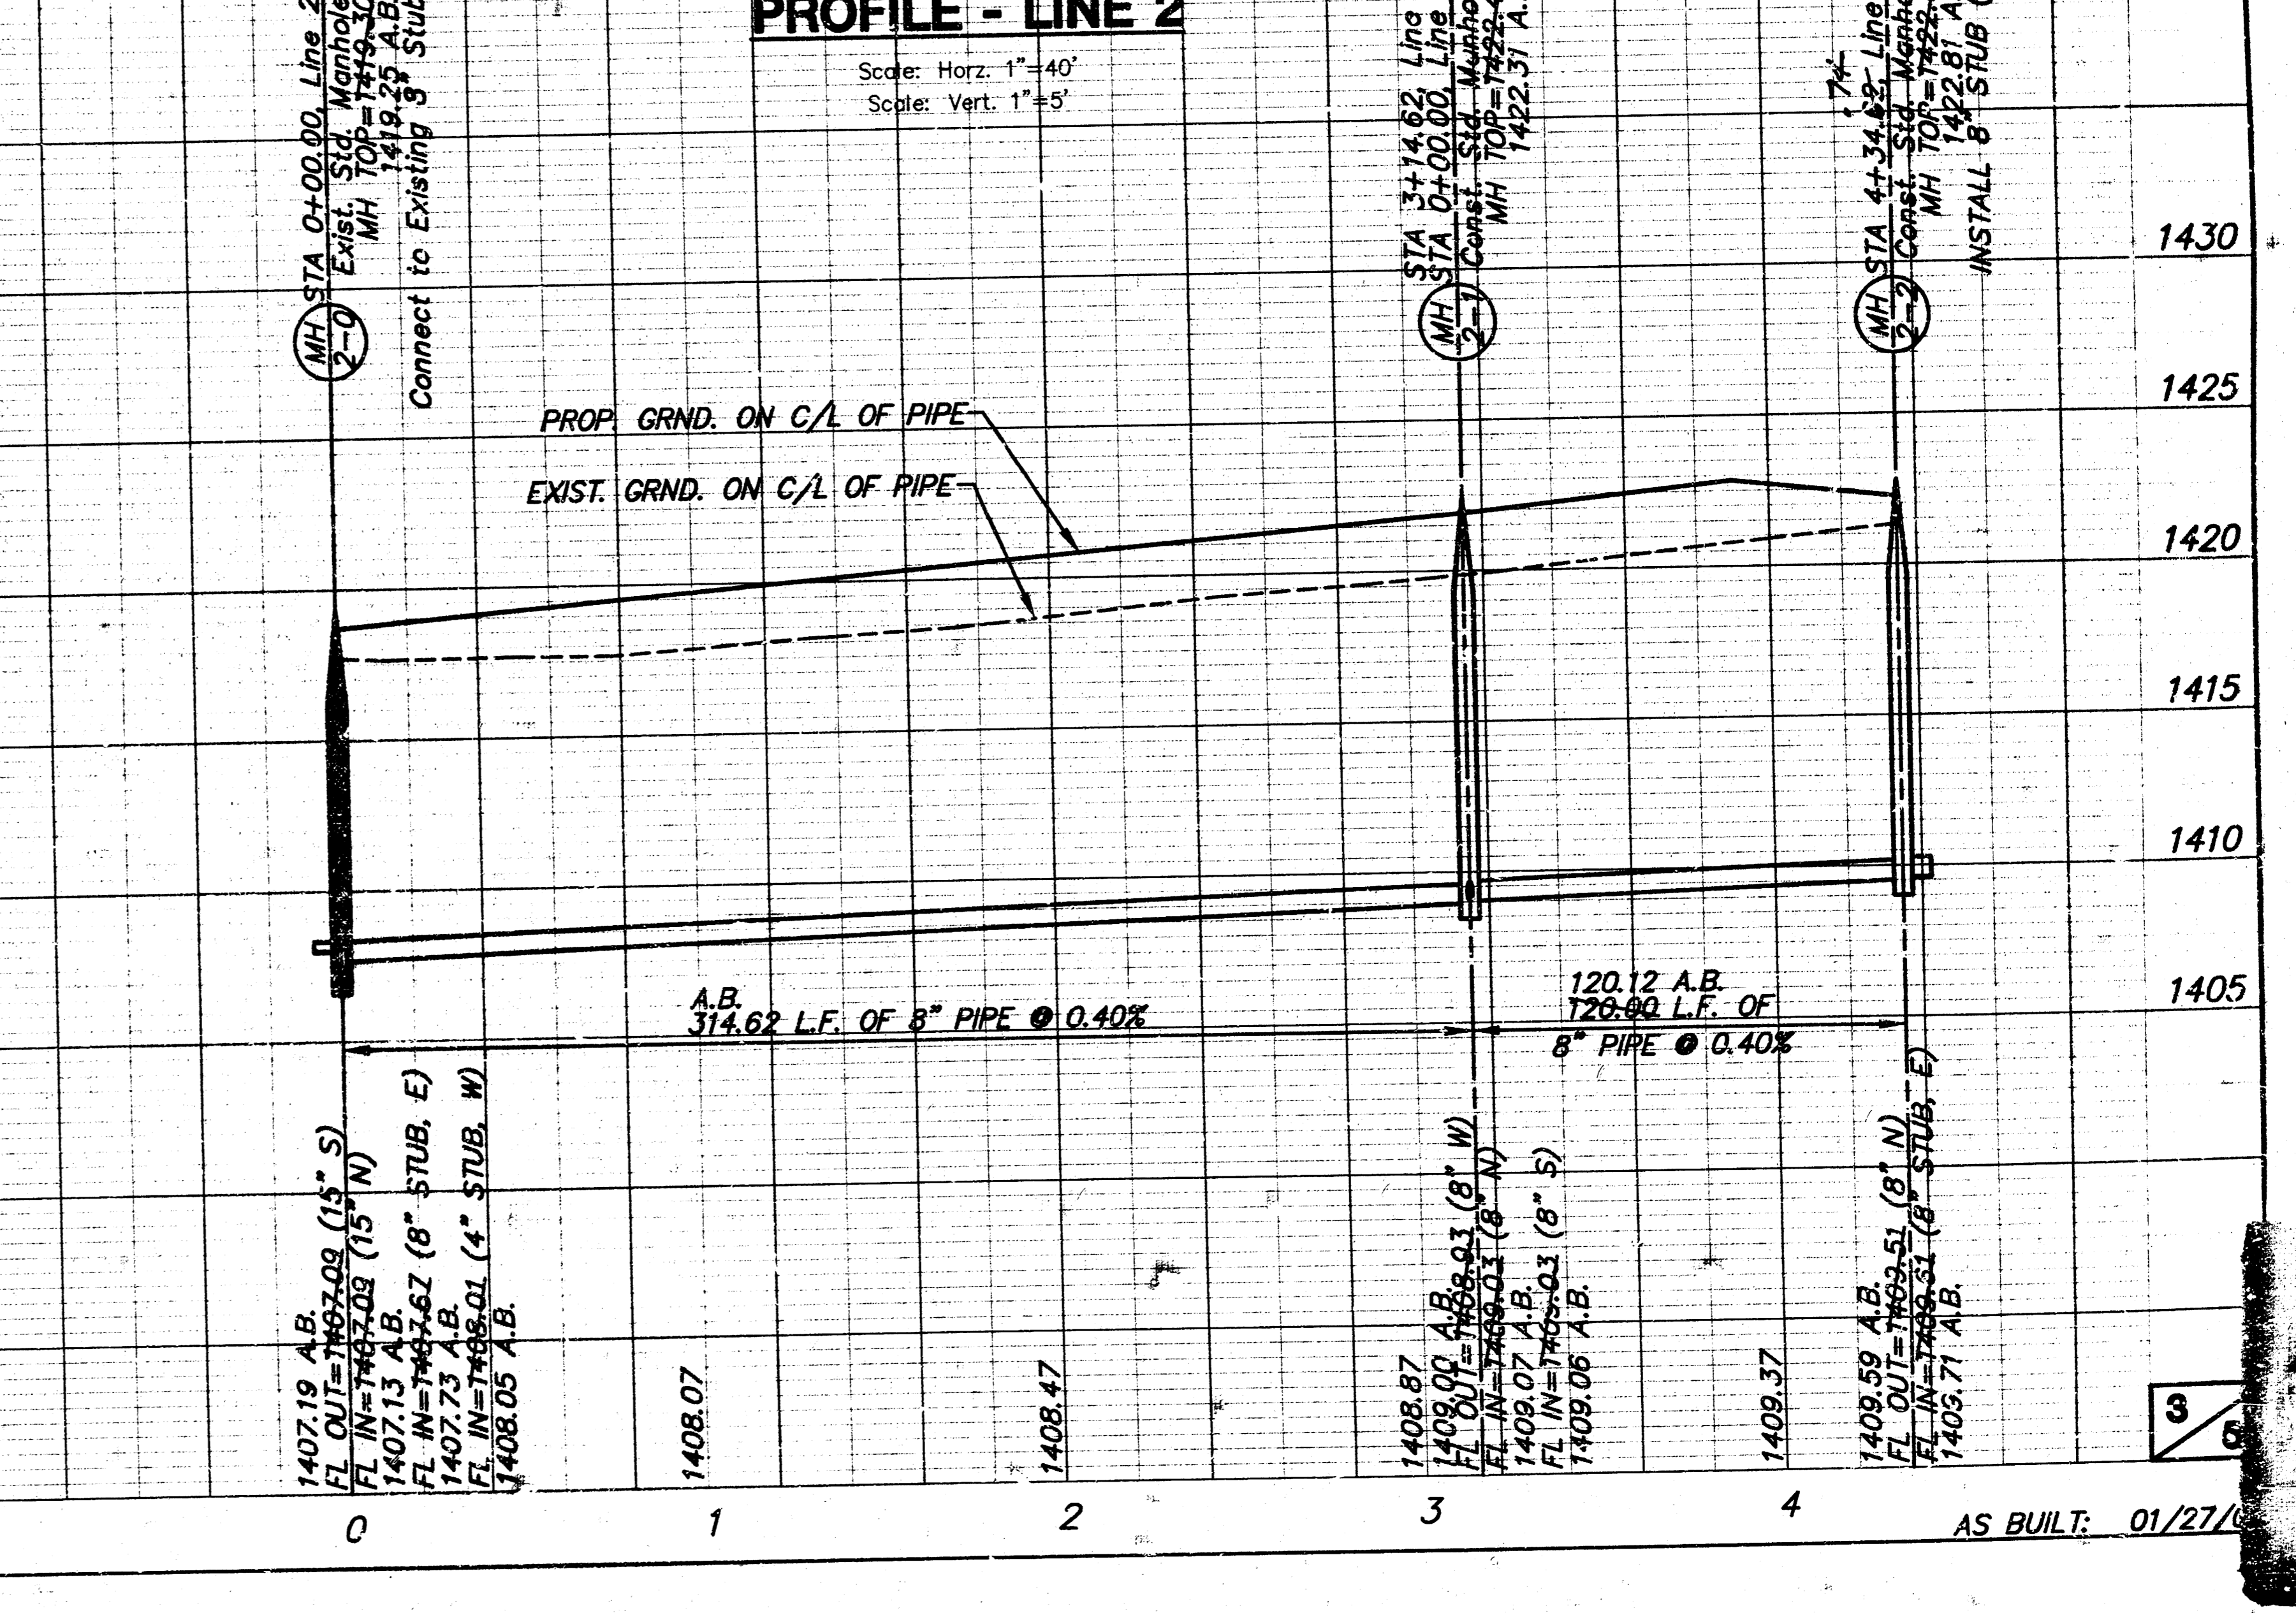 PROFILE - LINE 2
Scale: Horz. 1"=40'
Scale: Vert. 1"=5'
MH 2-0
STA 0+00.00, Line 2
Exist. Std. Manhole
MH TOP=1419.30
1419.25 A.B.
Connect to Existing 8" Stub
MH 2-1
STA 3+14.62, Line
STA 0+00.00, Line
Const. Std. Manho
MH TOP=1422.
1422.31 A.
MH 2-2
74
STA 4+34.62, Line
Const. Std. Manho
MH TOP=1422.
1422.81 A.
INSTALL 8" STUB (
1430
1425
1420
1415
1410
1405
PROP. GRND. ON C/L OF PIPE
EXIST. GRND. ON C/L OF PIPE
A.B.
314.62 L.F. OF 8" PIPE @ 0.40%
120.12 A.B.
120.00 L.F. OF
8" PIPE @ 0.40%
1407.19 A.B.
FL OUT=1407.09 (15" S)
FL IN=1407.09 (15" N)
1407.13 A.B.
FL IN=1407.67 (8" STUB, E)
1407.73 A.B.
FL IN=1408.01 (4" STUB, W)
1408.05 A.B.
1408.07
1408.47
1408.87
1409.00 A.B.
FL OUT=1408.93 (8" W)
FL IN=1409.03 (8" N)
1409.07 A.B.
FL IN=1409.03 (8" S)
1409.06 A.B.
1409.37
1409.59 A.B.
FL OUT=1409.51 (8" N)
FL IN=1409.61 (8" STUB, E)
1409.71 A.B.
0 1 2 3 4
3
5
AS BUILT: 01/27/